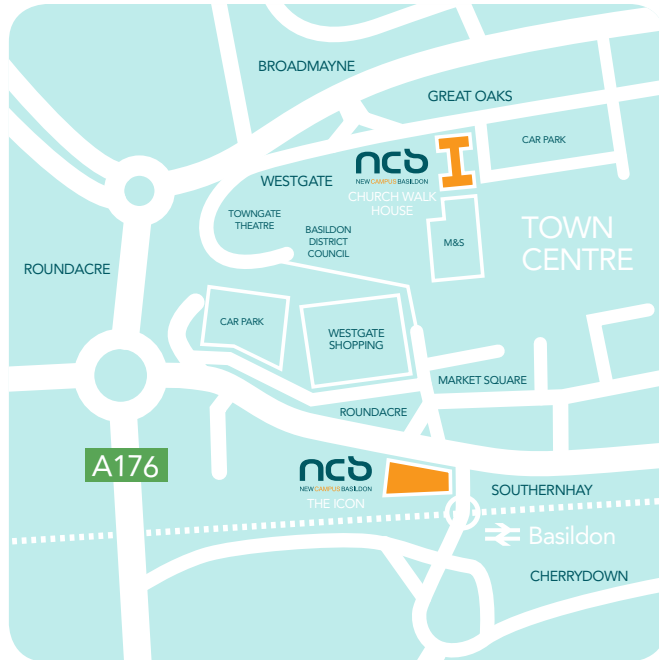 BROADMAYNE
GREAT OAKS
CAR PARK
ncb
NEW CAMPUS BASILDON
CHURCH WALK
HOUSE
WESTGATE
TOWNGATE
THEATRE
BASILDON
DISTRICT
COUNCIL
M&S
TOWN
CENTRE
ROUNDACRE
CAR PARK
WESTGATE
SHOPPING
MARKET SQUARE
ROUNDACRE
A176
ncb
NEW CAMPUS BASILDON
THE ICON
SOUTHERNHAY
Basildon
CHERRYDOWN